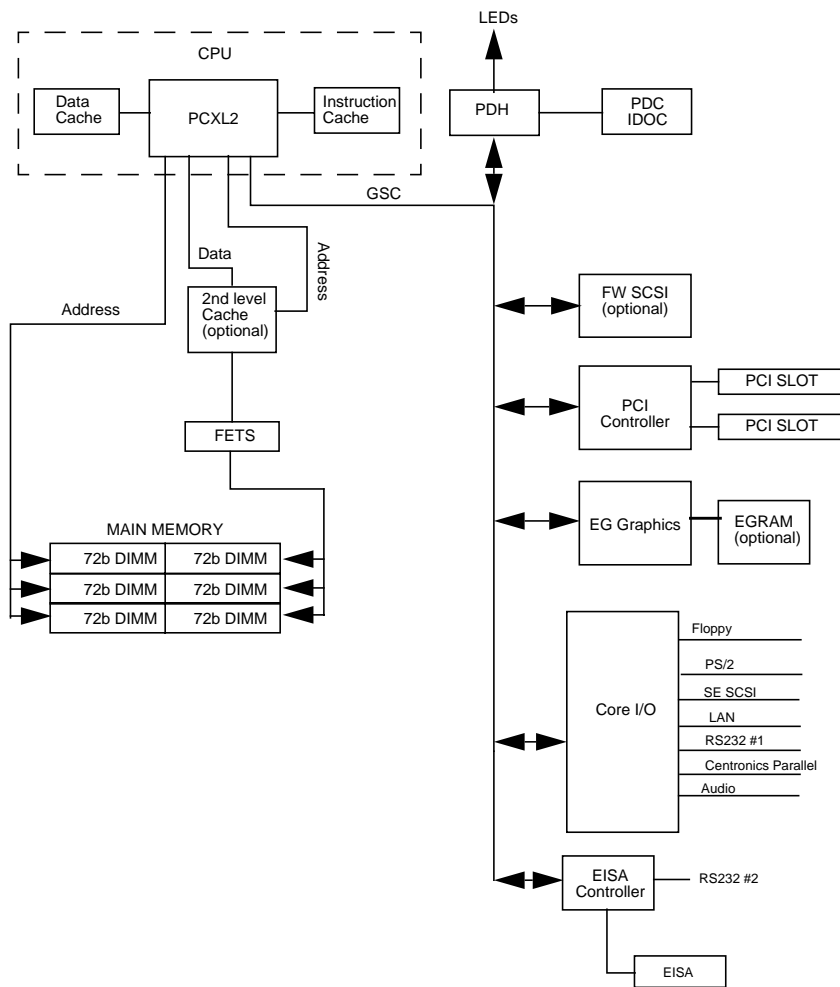 LEDs
CPU
Data
Cache
PCXL2
Instruction
Cache
PDH
PDC
IDOC
GSC
Data
Address
Address
2nd level
Cache
(optional)
FW SCSI
(optional)
PCI
Controller
PCI SLOT
PCI SLOT
FETS
EG Graphics
EGRAM
(optional)
MAIN MEMORY
72b DIMM 72b DIMM
72b DIMM 72b DIMM
72b DIMM 72b DIMM
Core I/O
Floppy
PS/2
SE SCSI
LAN
RS232 #1
Centronics Parallel
Audio
EISA
Controller
RS232 #2
EISA